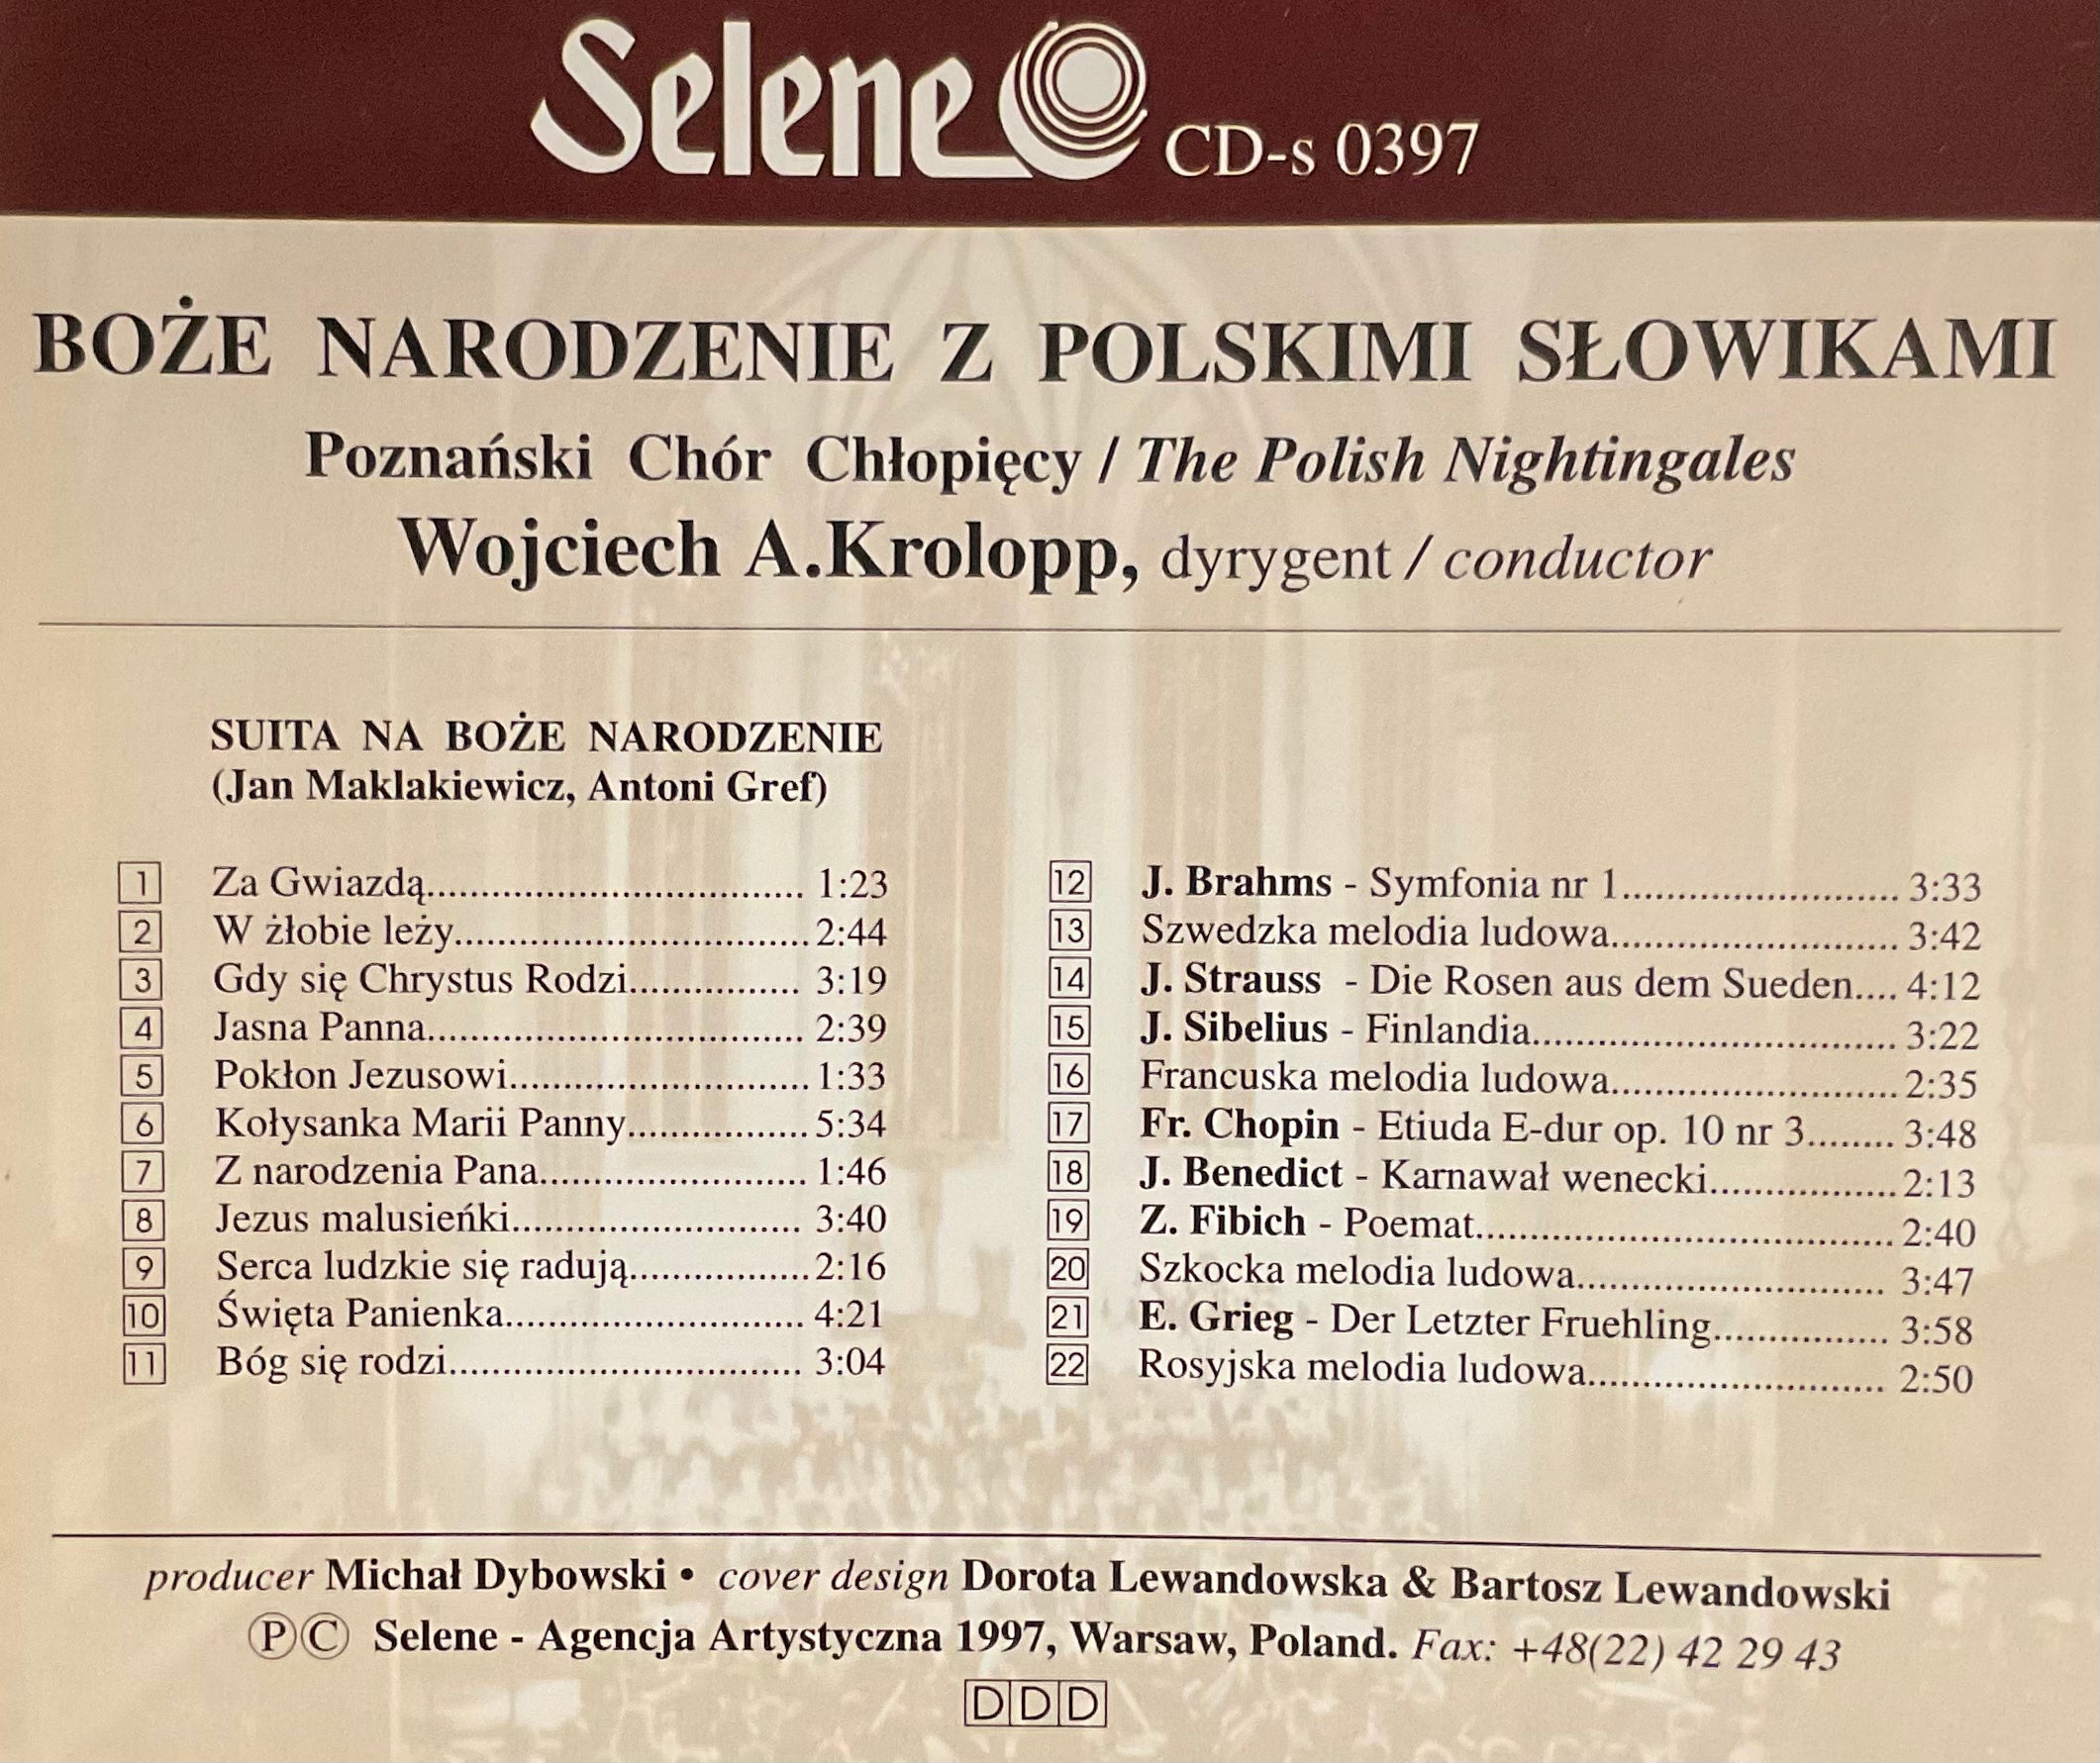 Selene CD-s 0397
BOŻE NARODZENIE Z POLSKIMI SŁOWIKAMI
Poznański Chór Chłopięcy / The Polish Nightingales
Wojciech A.Krolopp, dyrygent / conductor
SUITA NA BOŻE NARODZENIE
(Jan Maklakiewicz, Antoni Gref)
1 Za Gwiazdą.................................... 1:23
2 W żłobie leży..................................2:44
3 Gdy się Chrystus Rodzi................ 3:19
4 Jasna Panna.................................... 2:39
5 Pokłon Jezusowi.............................1:33
6 Kołysanka Marii Panny.................5:34
7 Z narodzenia Pana......................... 1:46
8 Jezus malusieńki............................ 3:40
9 Serca ludzkie się radują.................2:16
10 Święta Panienka............................. 4:21
11 Bóg się rodzi.................................. 3:04
12 J. Brahms - Symfonia nr 1.......................... 3:33
13 Szwedzka melodia ludowa........................... 3:42
14 J. Strauss - Die Rosen aus dem Sueden.... 4:12
15 J. Sibelius - Finlandia................................... 3:22
16 Francuska melodia ludowa...........................2:35
17 Fr. Chopin - Etiuda E-dur op. 10 nr 3........ 3:48
18 J. Benedict - Karnawał wenecki..................2:13
19 Z. Fibich - Poemat........................................ 2:40
20 Szkocka melodia ludowa............................. 3:47
21 E. Grieg - Der Letzter Fruehling................. 3:58
22 Rosyjska melodia ludowa............................ 2:50
producer Michał Dybowski • cover design Dorota Lewandowska & Bartosz Lewandowski
ⓅⒸ Selene - Agencja Artystyczna 1997, Warsaw, Poland. Fax: +48(22) 42 29 43
DDD